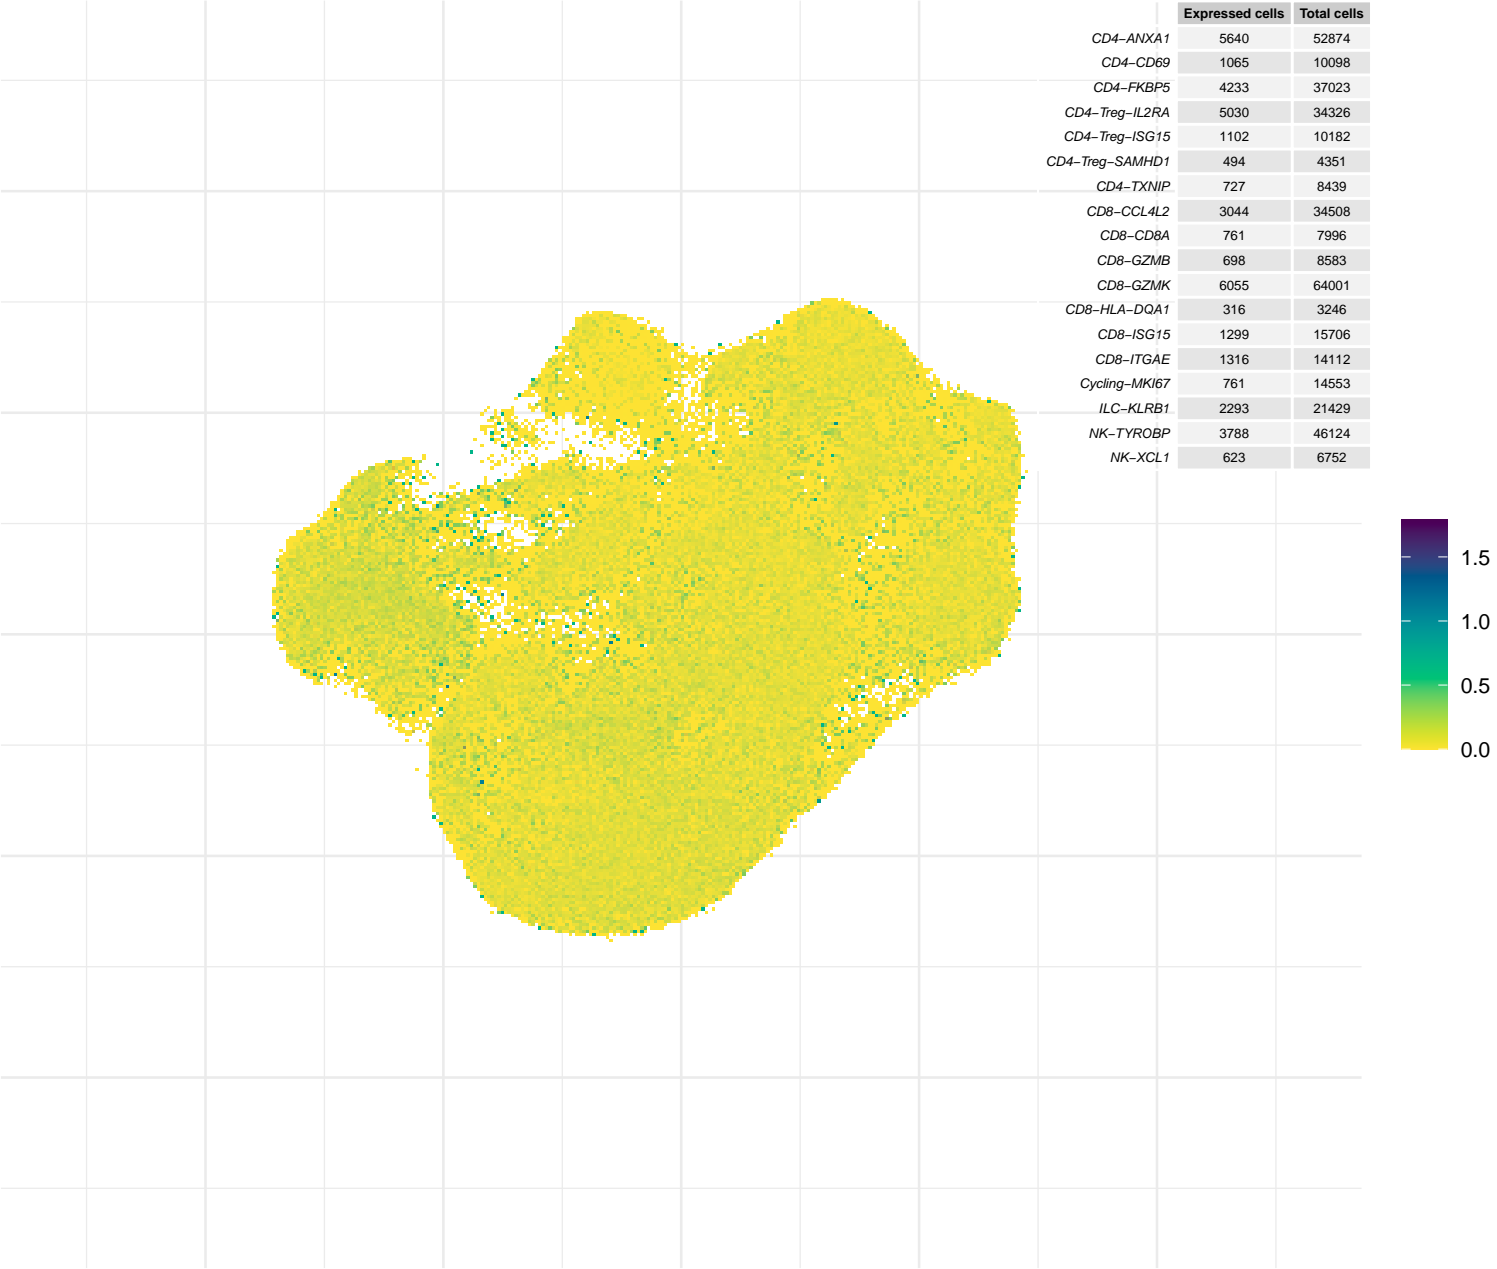 Expressed cells Total cells
CD4−ANXA1 5640 52874
CD4−CD69 1065 10098
CD4−FKBP5 4233 37023
CD4−Treg−IL2RA 5030 34326
CD4−Treg−ISG15 1102 10182
CD4−Treg−SAMHD1 494 4351
CD4−TXNIP 727 8439
CD8−CCL4L2 3044 34508
CD8−CD8A 761 7996
CD8−GZMB 698 8583
CD8−GZMK 6055 64001
CD8−HLA−DQA1 316 3246
CD8−ISG15 1299 15706
CD8−ITGAE 1316 14112
Cycling−MKI67 761 14553
ILC−KLRB1 2293 21429
NK−TYROBP 3788 46124
NK−XCL1 623 6752
1.5
1.0
0.5
0.0